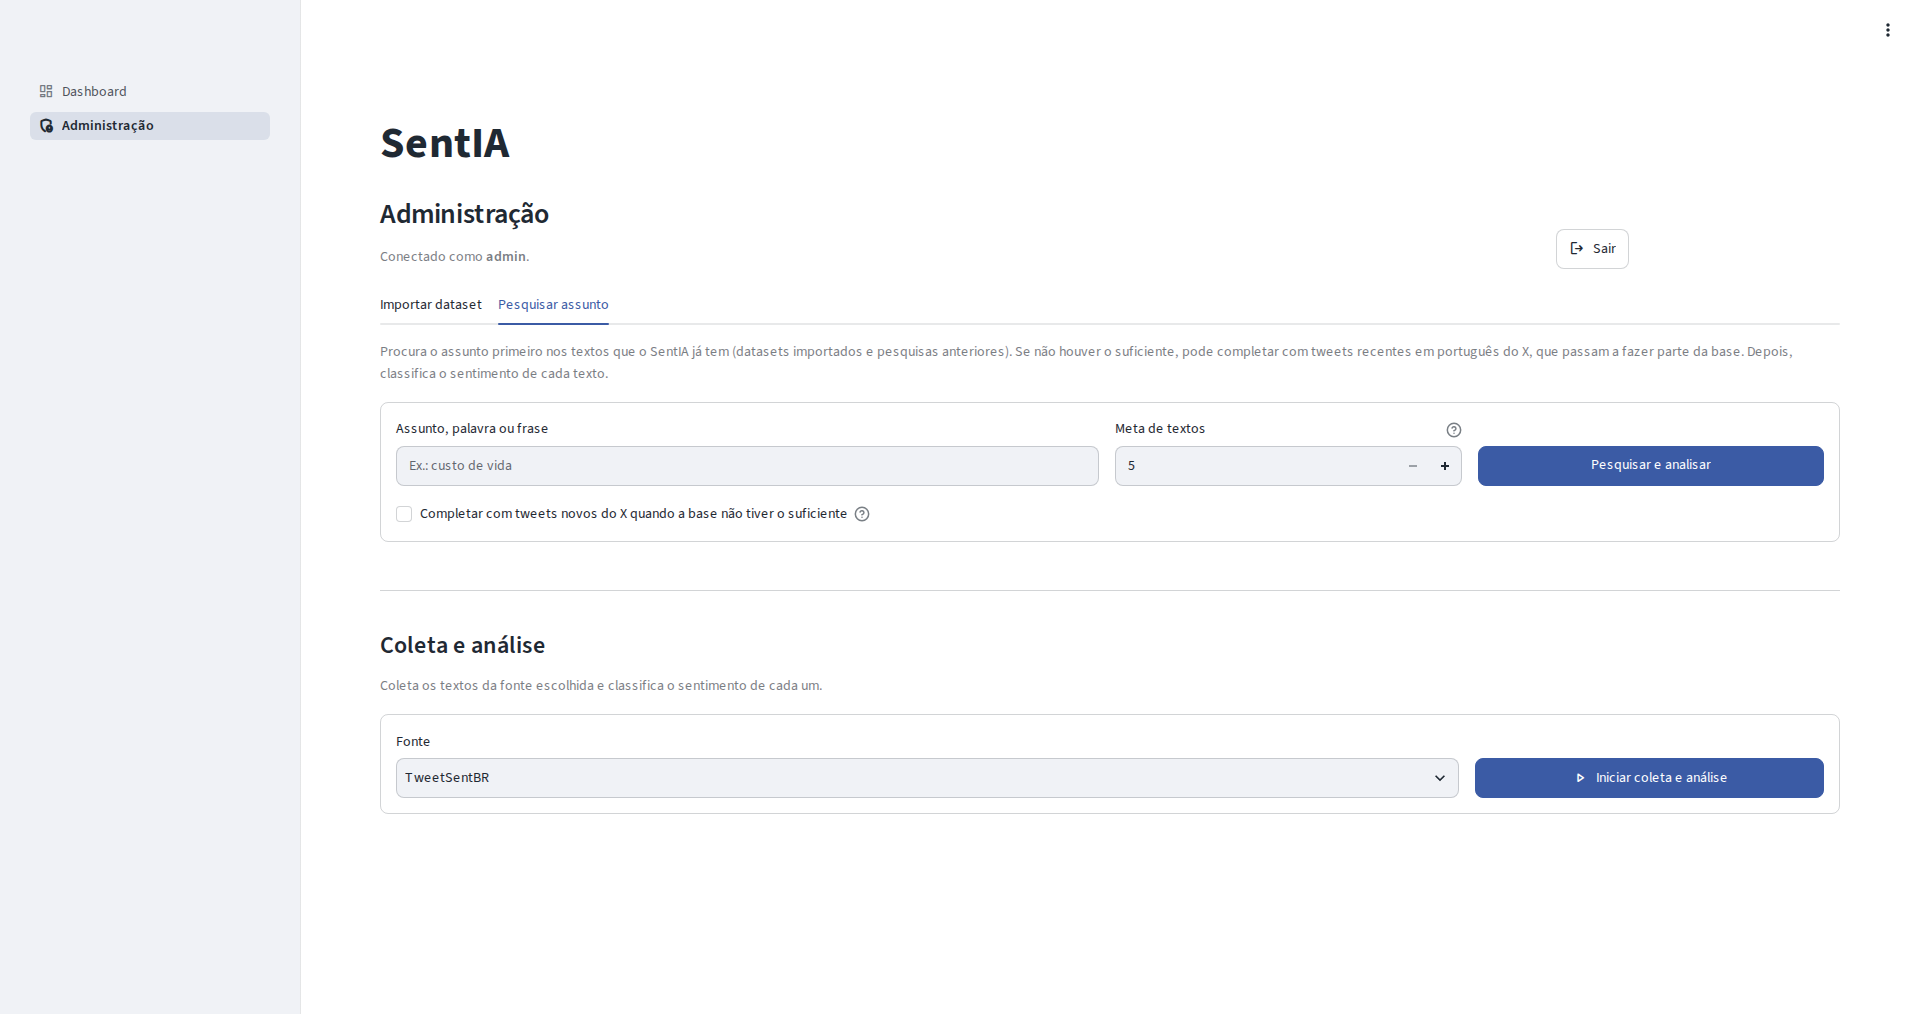 Dashboard
Administração
SentIA
Administração
Conectado como admin.
Sair
Importar dataset
Pesquisar assunto
Procura o assunto primeiro nos textos que o SentIA já tem (datasets importados e pesquisas anteriores). Se não houver o suficiente, pode completar com tweets recentes em português do X, que passam a fazer parte da base. Depois,
classifica o sentimento de cada texto.
Assunto, palavra ou frase
Meta de textos
Ex.: custo de vida
5
Pesquisar e analisar
Completar com tweets novos do X quando a base não tiver o suficiente
Coleta e análise
Coleta os textos da fonte escolhida e classifica o sentimento de cada um.
Fonte
TweetSentBR
Iniciar coleta e análise